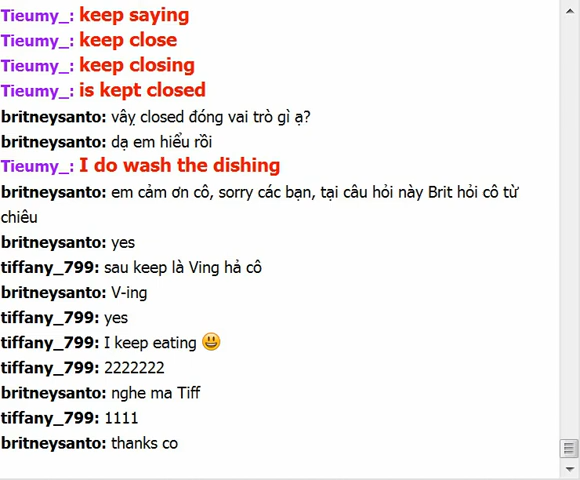 Tieumy_: keep saying
Tieumy_: keep close
Tieumy_: keep closing
Tieumy_: is kept closed
britneysanto: vâỵ closed đóng vai trò gì ạ?
britneysanto: dạ em hiểu rồi
Tieumy_: I do wash the dishing
britneysanto: em cảm ơn cô, sorry các bạn, tại câu hỏi này Brit hỏi cô từ
chiêu
britneysanto: yes
tiffany_799: sau keep là Ving hả cô
britneysanto: V-ing
tiffany_799: yes
tiffany_799: I keep eating 😃
tiffany_799: 2222222
britneysanto: nghe ma Tiff
tiffany_799: 1111
britneysanto: thanks co